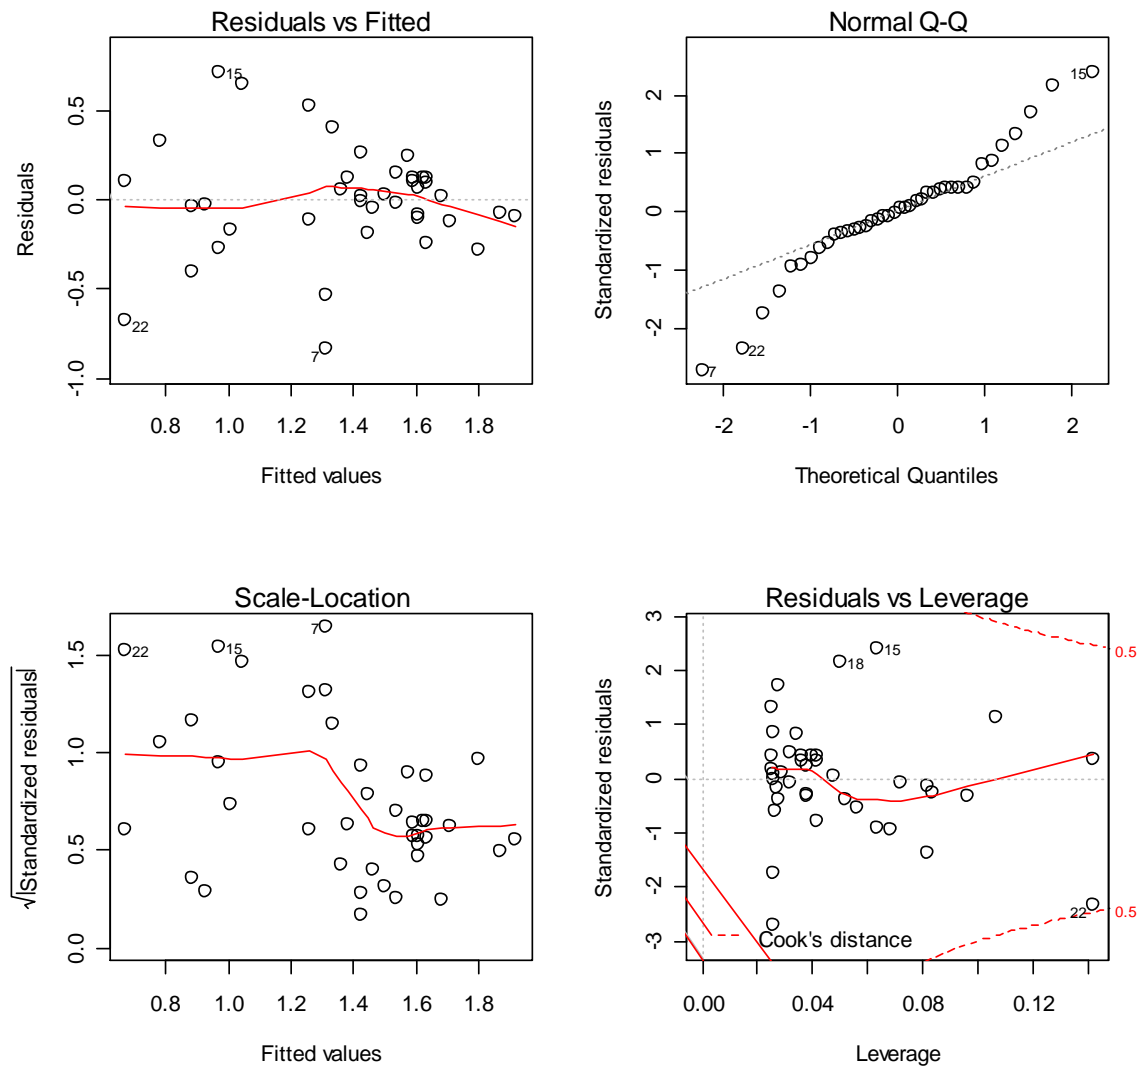 Residuals vs Fitted
Residuals
0.5
0.0
-0.5
-1.0
15
22
7
0.8 1.0 1.2 1.4 1.6 1.8
Fitted values
Normal Q-Q
Standardized residuals
2
1
0
-1
-2
15
22
7
-2 -1 0 1 2
Theoretical Quantiles
Scale-Location
√|Standardized residuals|
1.5
1.0
0.5
0.0
7
22
15
0.8 1.0 1.2 1.4 1.6 1.8
Fitted values
Residuals vs Leverage
Standardized residuals
3
2
1
0
-1
-2
-3
15
18
0.5
22
0.5
Cook's distance
0.00 0.04 0.08 0.12
Leverage